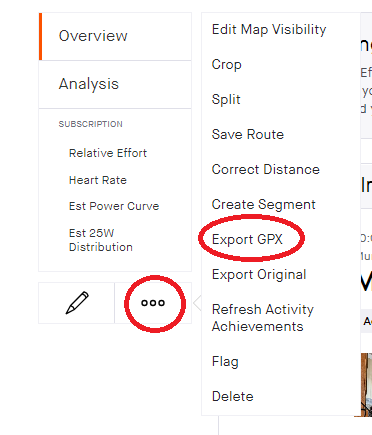 Overview
Analysis
SUBSCRIPTION
Relative Effort
Heart Rate
Est Power Curve
Est 25W
Distribution
Edit Map Visibility
Crop
Split
Save Route
Correct Distance
Create Segment
Export GPX
Export Original
Refresh Activity
Achievements
Flag
Delete